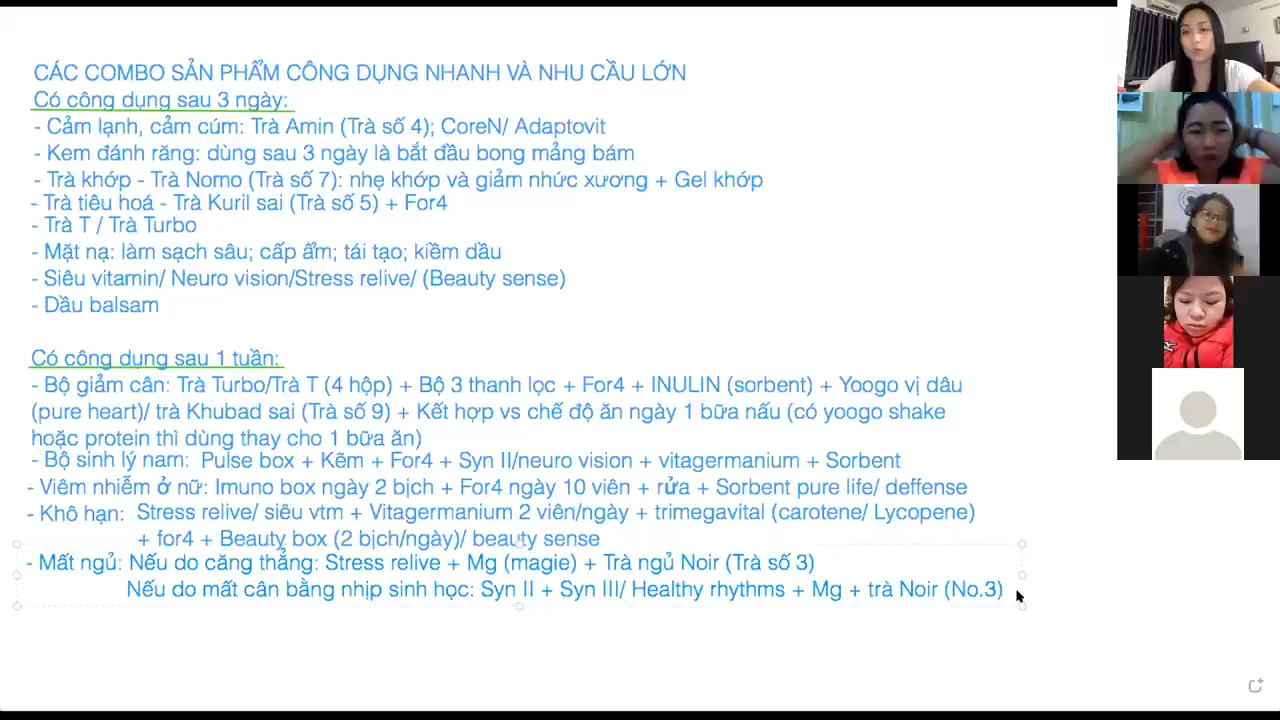 CÁC COMBO SẢN PHẨM CÔNG DỤNG NHANH VÀ NHU CẦU LỚN
Có công dụng sau 3 ngày:
- Cảm lạnh, cảm cúm: Trà Amin (Trà số 4); CoreN/ Adaptovit
- Kem đánh răng: dùng sau 3 ngày là bắt đầu bong mảng bám
- Trà khớp - Trà Nomo (Trà số 7): nhẹ khớp và giảm nhức xương + Gel khớp
- Trà tiêu hoá - Trà Kuril sai (Trà số 5) + For4
- Trà T / Trà Turbo
- Mặt nạ: làm sạch sâu; cấp ẩm; tái tạo; kiềm dầu
- Siêu vitamin/ Neuro vision/Stress relive/ (Beauty sense)
- Dầu balsam
Có công dụng sau 1 tuần:
- Bộ giảm cân: Trà Turbo/Trà T (4 hộp) + Bộ 3 thanh lọc + For4 + INULIN (sorbent) + Yoogo vị dâu
(pure heart)/ trà Khubad sai (Trà số 9) + Kết hợp vs chế độ ăn ngày 1 bữa nấu (có yoogo shake
hoặc protein thì dùng thay cho 1 bữa ăn)
- Bộ sinh lý nam: Pulse box + Kẽm + For4 + Syn II/neuro vision + vitagermanium + Sorbent
- Viêm nhiễm ở nữ: Imuno box ngày 2 bịch + For4 ngày 10 viên + rửa + Sorbent pure life/ deffense
- Khô hạn: Stress relive/ siêu vtm + Vitagermanium 2 viên/ngày + trimegavital (carotene/ Lycopene)
+ for4 + Beauty box (2 bịch/ngày)/ beauty sense
- Mất ngủ: Nếu do căng thẳng: Stress relive + Mg (magie) + Trà ngủ Noir (Trà số 3)
Nếu do mất cân bằng nhịp sinh học: Syn II + Syn III/ Healthy rhythms + Mg + trà Noir (No.3)